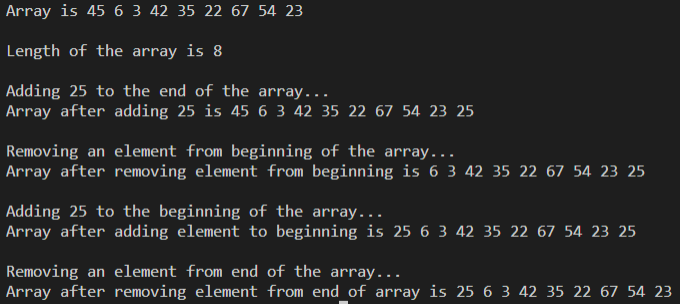 Array is 45 6 3 42 35 22 67 54 23
Length of the array is 8
Adding 25 to the end of the array...
Array after adding 25 is 45 6 3 42 35 22 67 54 23 25
Removing an element from beginning of the array...
Array after removing element from beginning is 6 3 42 35 22 67 54 23 25
Adding 25 to the beginning of the array...
Array after adding element to beginning is 25 6 3 42 35 22 67 54 23 25
Removing an element from end of the array...
Array after removing element from end of array is 25 6 3 42 35 22 67 54 23